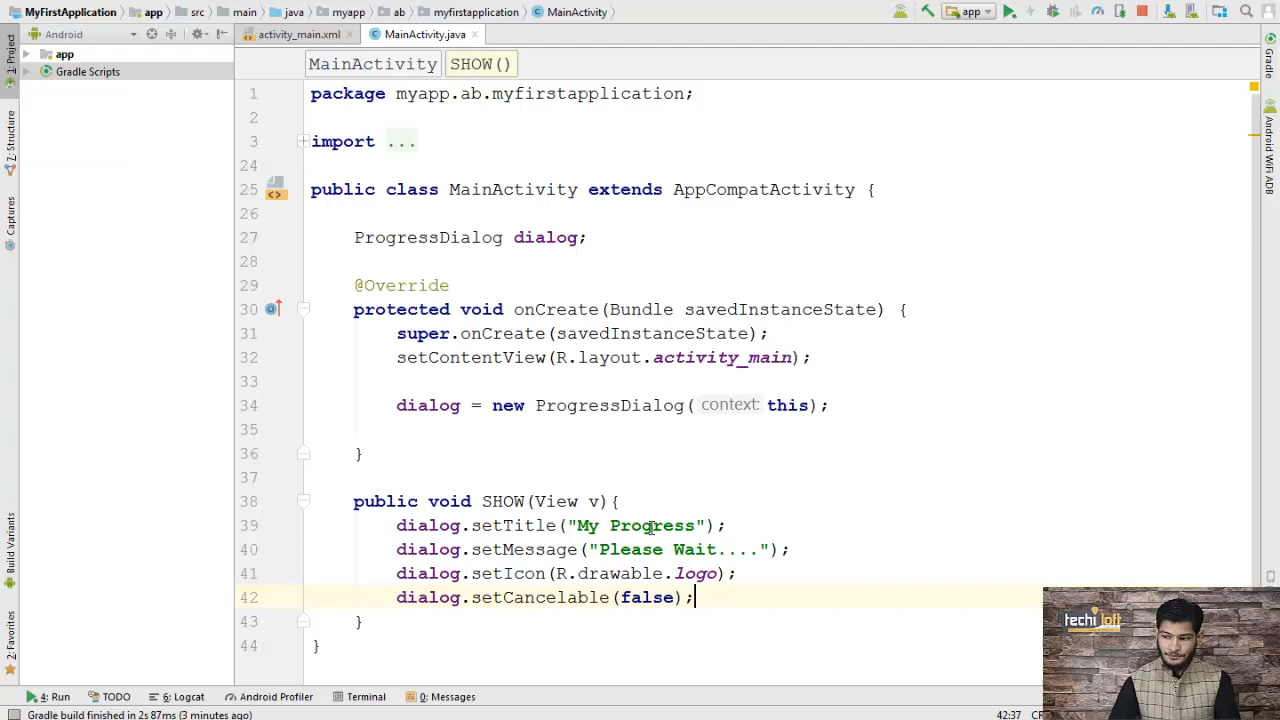 MyFirstApplication app src main java myapp ab myfirstapplication MainActivity
app
Android
activity_main.xml MainActivity.java
MainActivity SHOW()
app
Gradle Scripts
1: Project
7: Structure
Captures
Build Variants
2: Favorites
Gradle
Android WiFi ADB
1 package myapp.ab.myfirstapplication;
2
3 import ...
24
25 public class MainActivity extends AppCompatActivity {
26
27 ProgressDialog dialog;
28
29 @Override
30 protected void onCreate(Bundle savedInstanceState) {
31 super.onCreate(savedInstanceState);
32 setContentView(R.layout.activity_main);
33
34 dialog = new ProgressDialog( context: this);
35
36 }
37
38 public void SHOW(View v){
39 dialog.setTitle("My Progress");
40 dialog.setMessage("Please Wait....");
41 dialog.setIcon(R.drawable.logo);
42 dialog.setCancelable(false);
43 }
44 }
techiloft
4: Run TODO 6: Logcat Android Profiler Terminal 0: Messages
Gradle build finished in 2s 87ms (3 minutes ago) 42:37